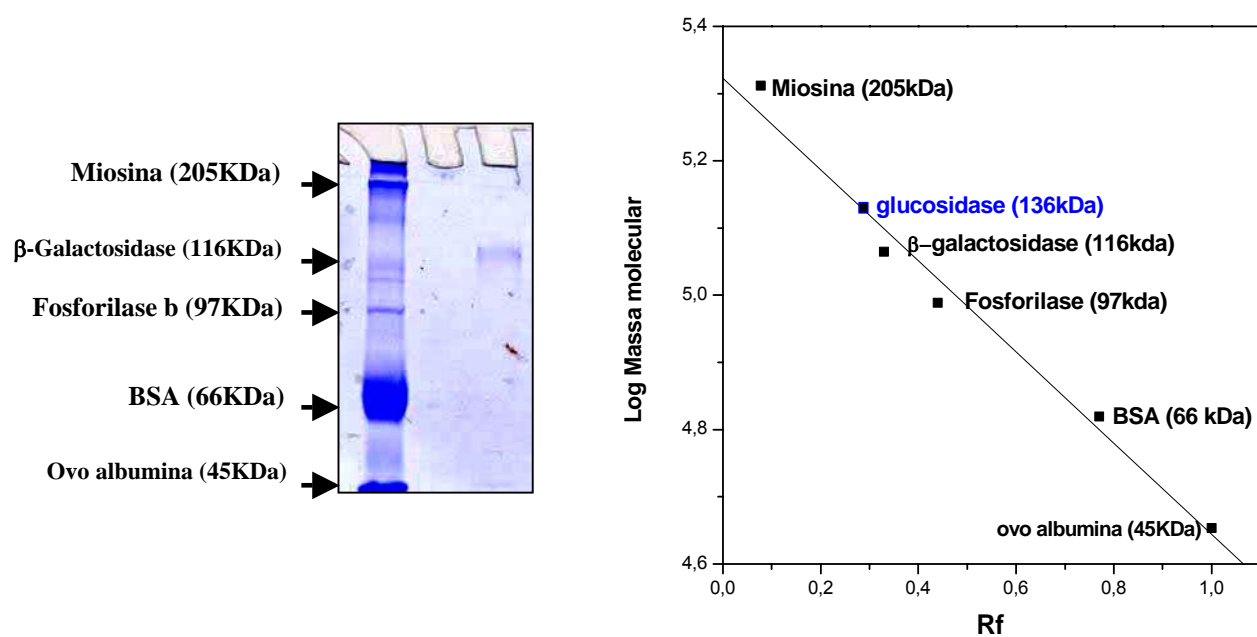 Miosina (205KDa)
β-Galactosidase (116KDa)
Fosforilase b (97KDa)
BSA (66KDa)
Ovo albumina (45KDa)
5,4
5,2
5,0
4,8
4,6
Log Massa molecular
Miosina (205kDa)
glucosidase (136kDa)
β–galactosidase (116kda)
Fosforilase (97kda)
BSA (66 kDa)
ovo albumina (45KDa)
0,0 0,2 0,4 0,6 0,8 1,0
Rf